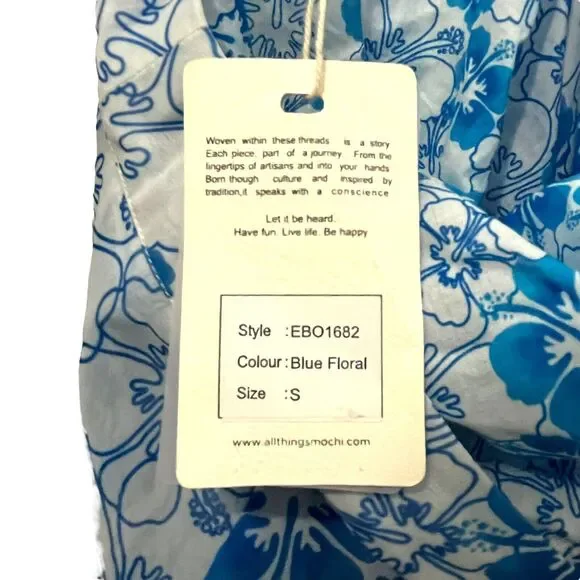 Woven within these threads is a story
Each piece, part of a journey. From the
fingertips of artisans and into your hands
Born though culture and inspired by
tradition,it speaks with a conscience
Let it be heard.
Have fun. Live life. Be happy
Style :EBO1682
Colour:Blue Floral
Size :S
www.allthingsmochi.com